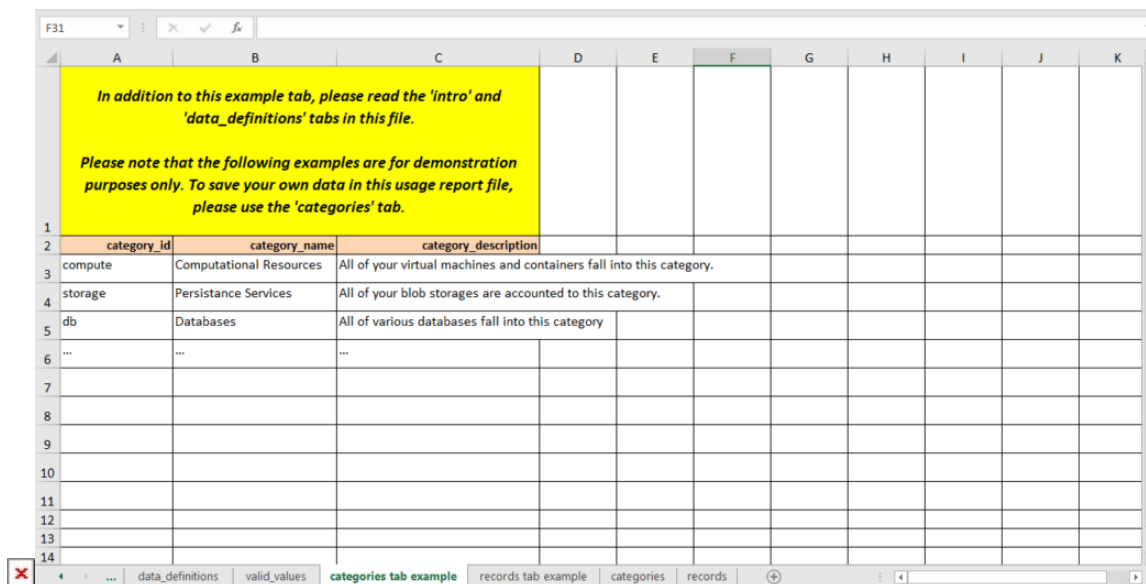 F31
fx
A B C D E F G H I J K
In addition to this example tab, please read the 'intro' and
'data_definitions' tabs in this file.
Please note that the following examples are for demonstration
purposes only. To save your own data in this usage report file,
please use the 'categories' tab.
1
2 category_id category_name category_description
3 compute Computational Resources All of your virtual machines and containers fall into this category.
4 storage Persistance Services All of your blob storages are accounted to this category.
5 db Databases All of various databases fall into this category
6 ... ... ...
7
8
9
10
11
12
13
14
... data_definitions valid_values categories tab example records tab example categories records